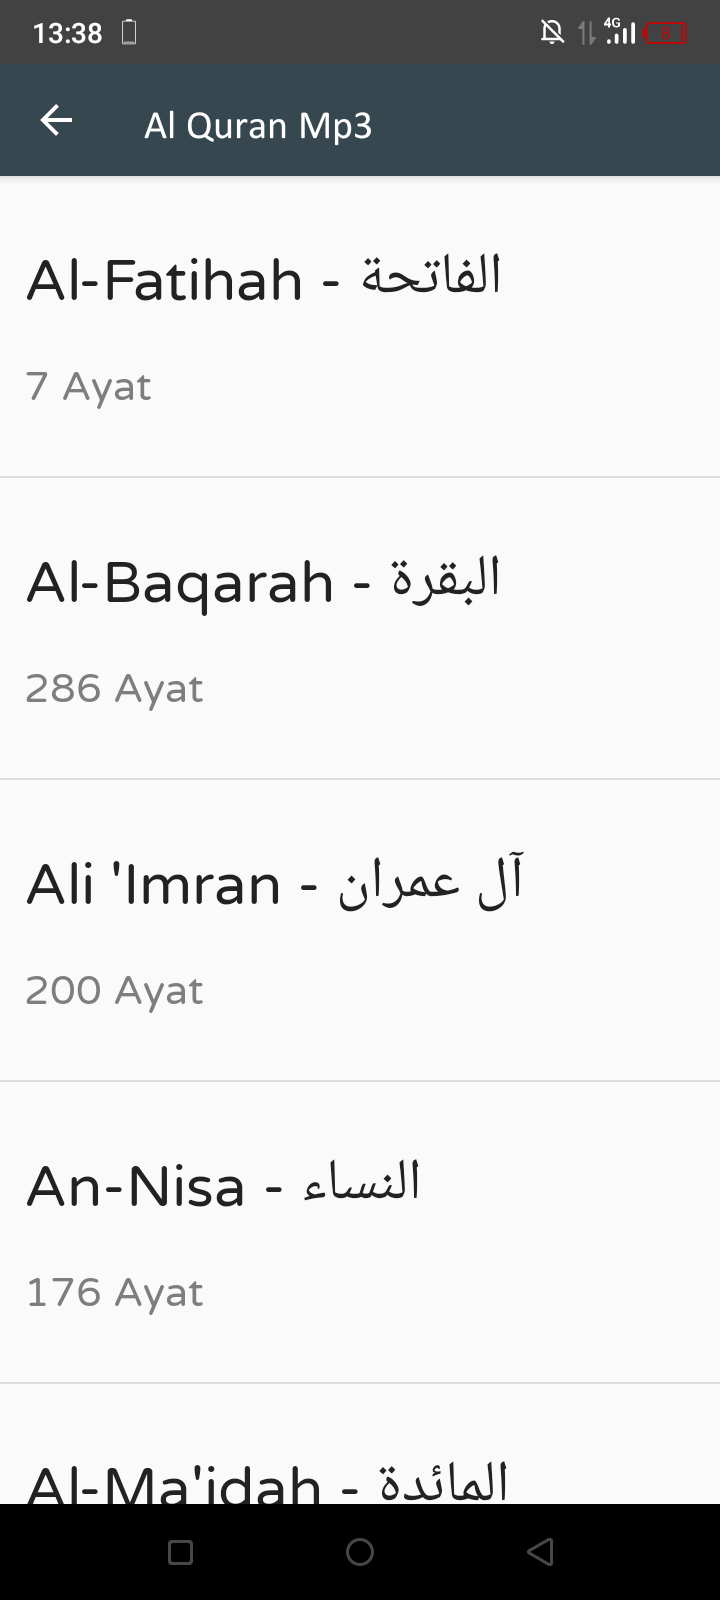 13:38
4G
8
Al Quran Mp3
Al-Fatihah - الفاتحة
7 Ayat
Al-Baqarah - البقرة
286 Ayat
Ali 'Imran - آل عمران
200 Ayat
An-Nisa - النساء
176 Ayat
Al-Ma'idah - المائدة